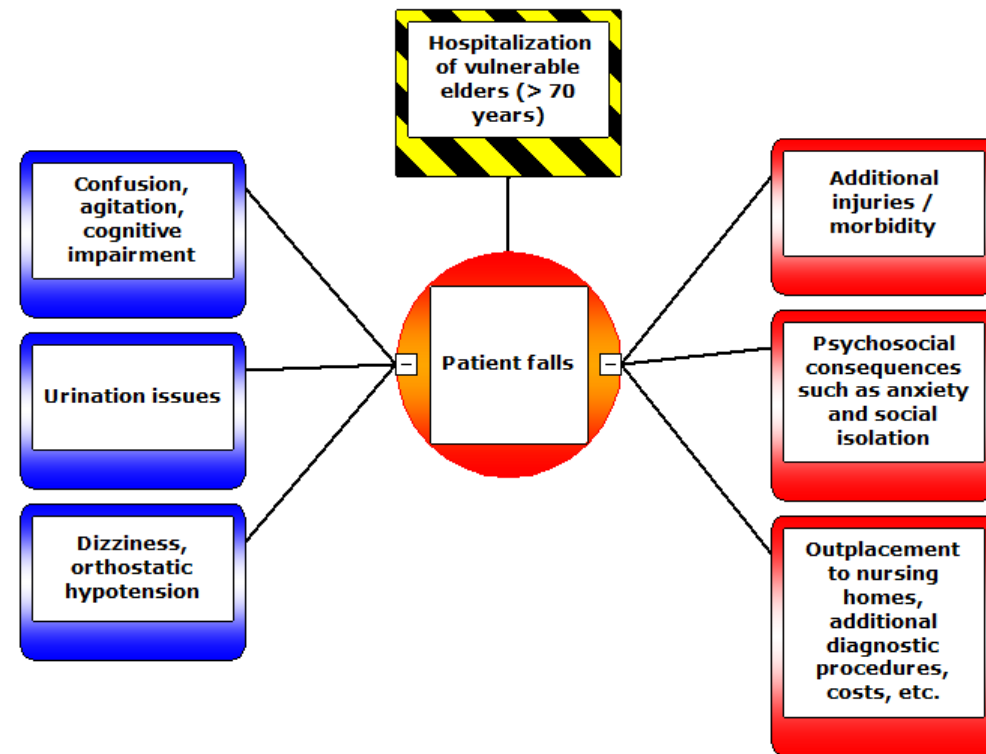 Hospitalization
of vulnerable
elders (> 70
years)
Confusion,
agitation,
cognitive
impairment
Urination issues
Dizziness,
orthostatic
hypotension
Patient falls
Additional
injuries /
morbidity
Psychosocial
consequences
such as anxiety
and social
isolation
Outplacement
to nursing
homes,
additional
diagnostic
procedures,
costs, etc.